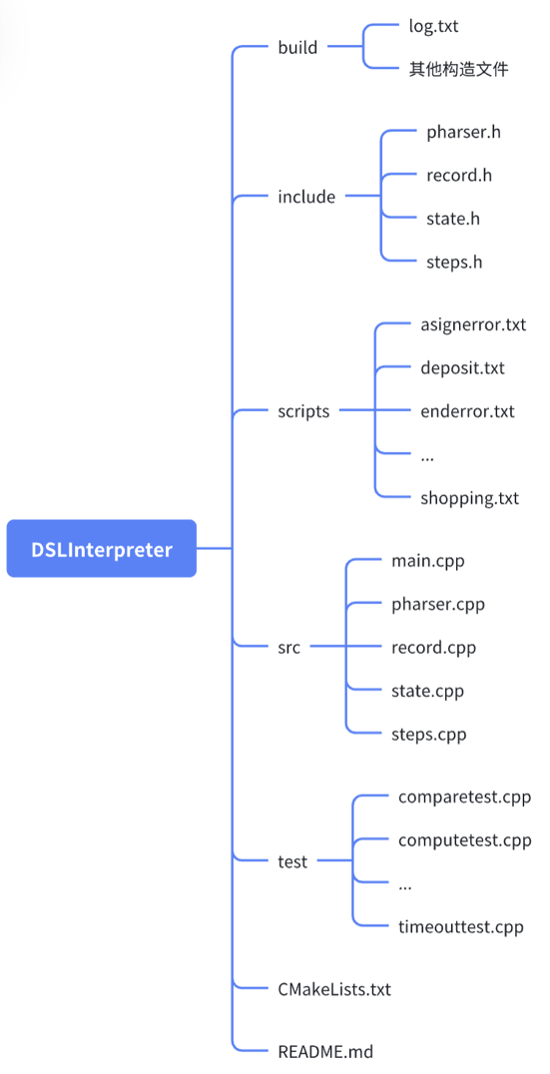 build
log.txt
其他构造文件
include
pharser.h
record.h
state.h
steps.h
scripts
asignerror.txt
deposit.txt
enderror.txt
...
shopping.txt
DSLInterpreter
src
main.cpp
pharser.cpp
record.cpp
state.cpp
steps.cpp
test
comparetest.cpp
computetest.cpp
...
timeouttest.cpp
CMakeLists.txt
README.md